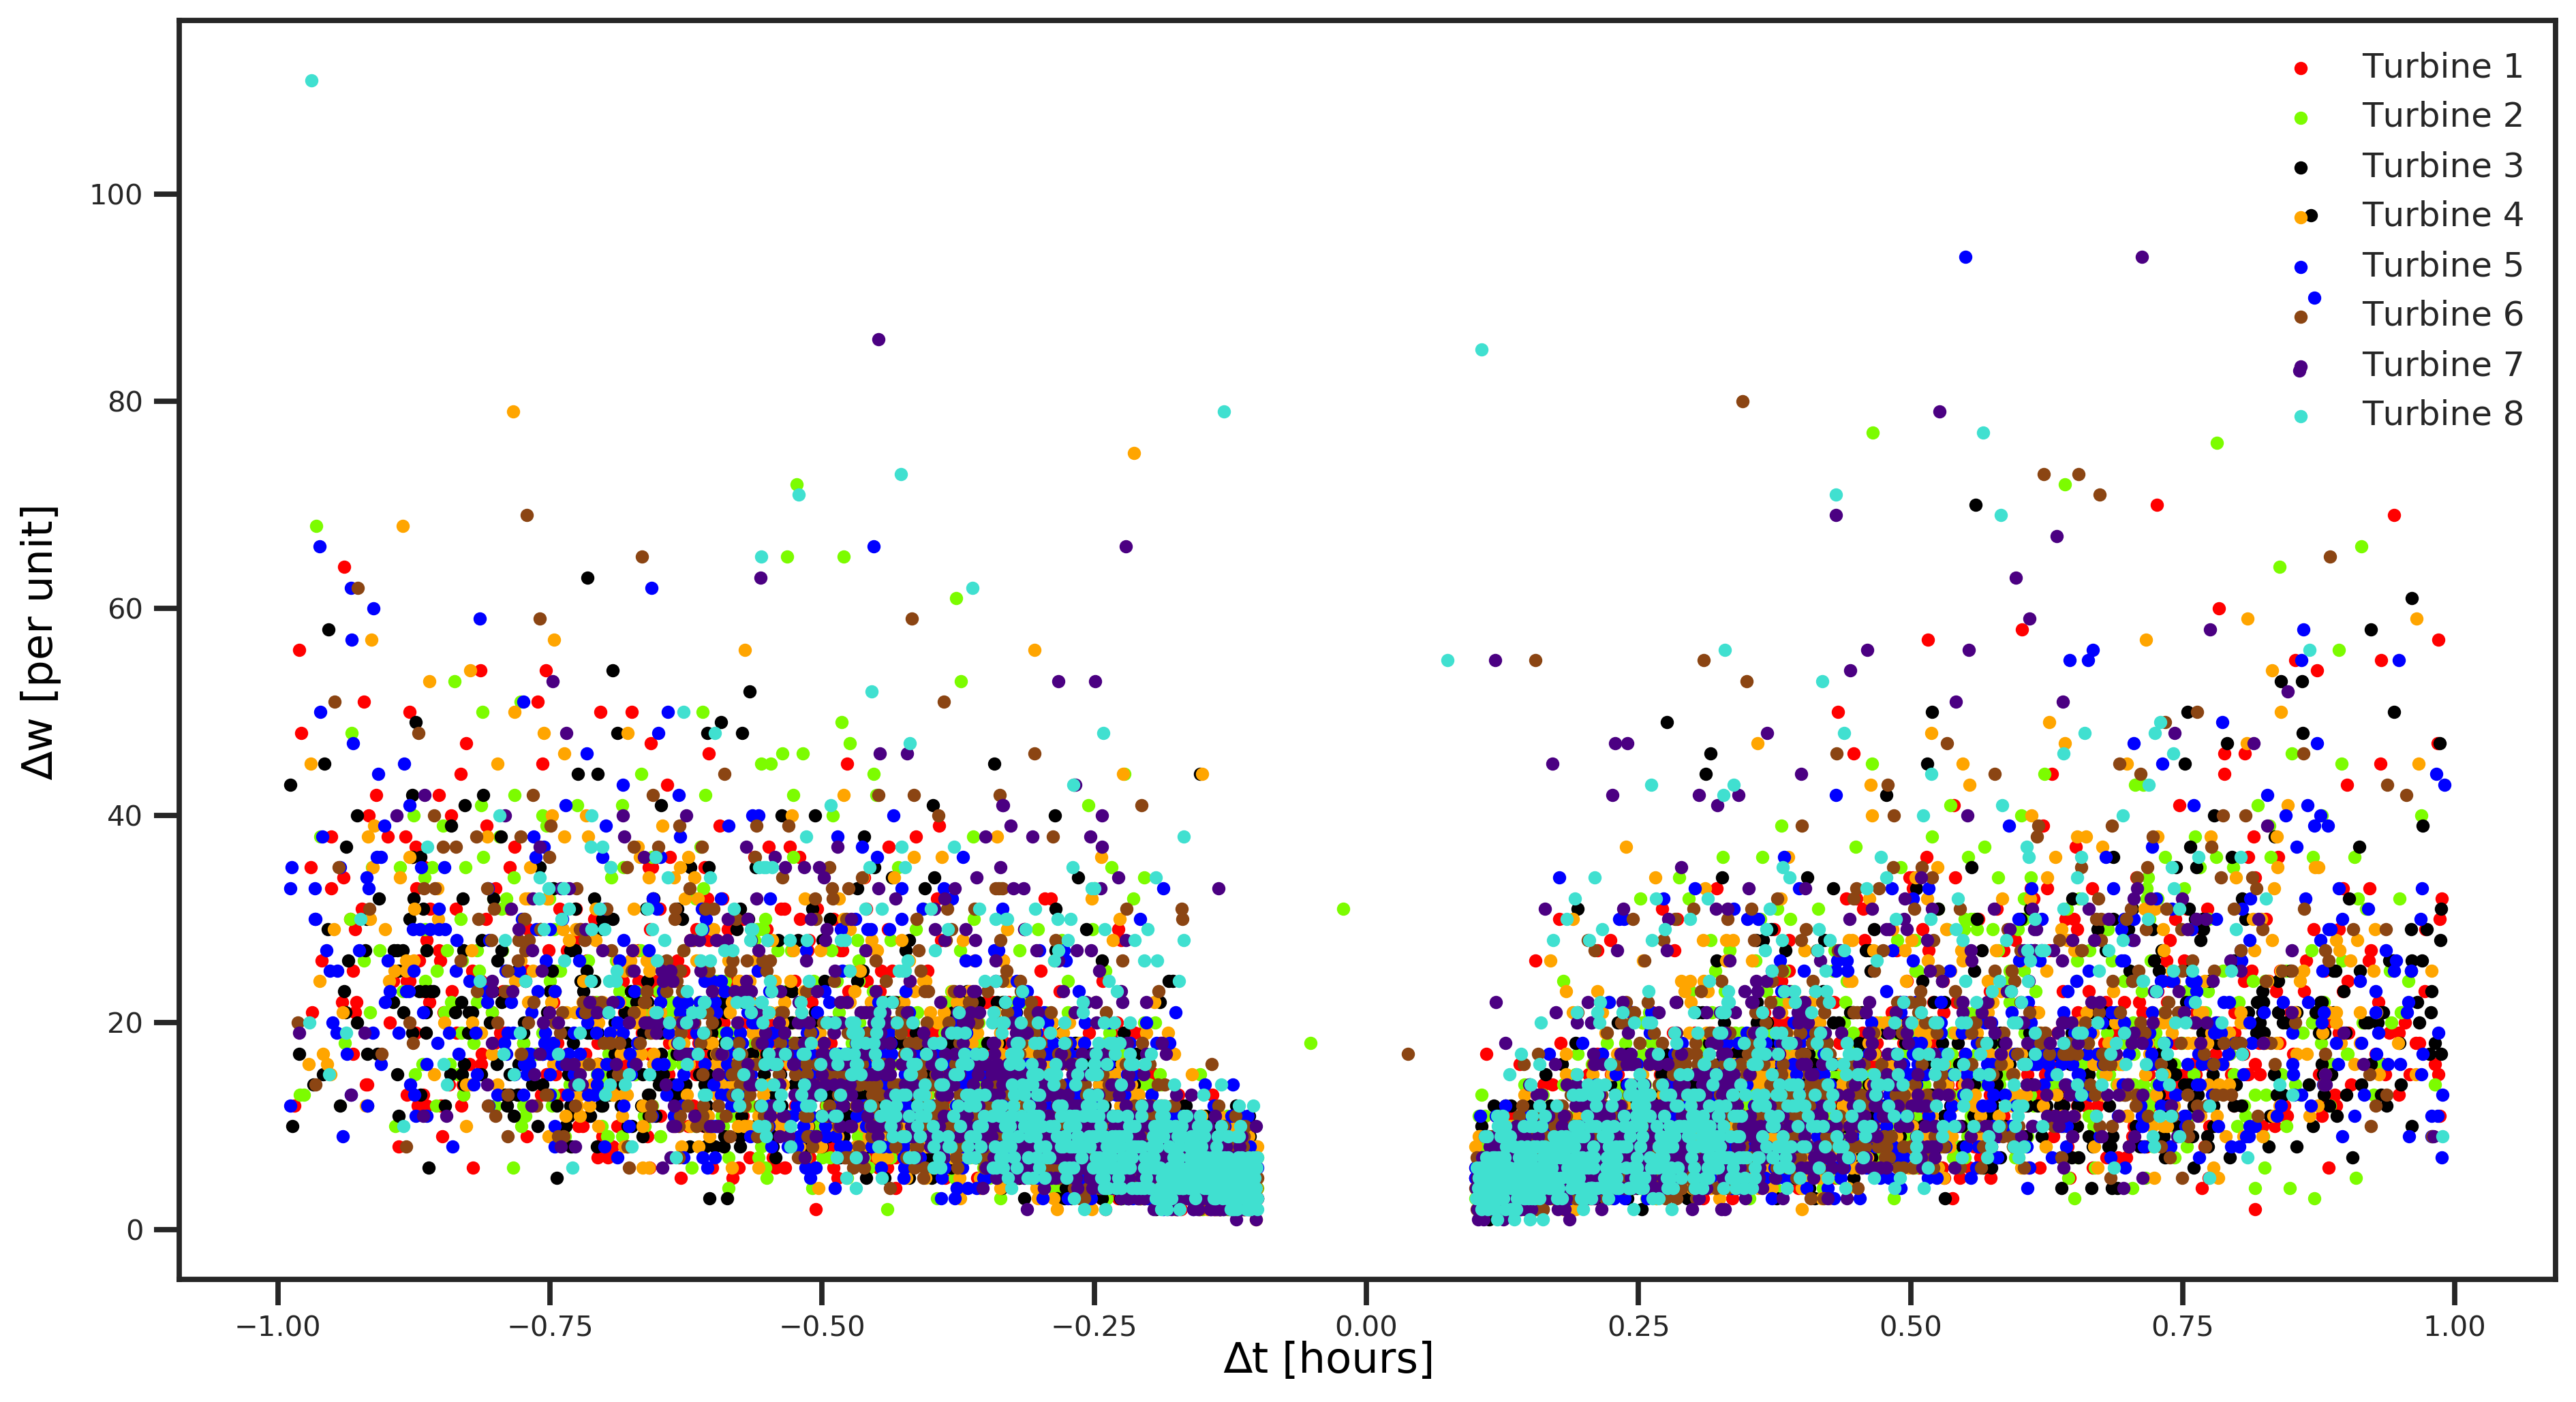 Turbine 1
Turbine 2
Turbine 3
Turbine 4
Turbine 5
Turbine 6
Turbine 7
Turbine 8
100
80
60
40
20
0
Δw [per unit]
−1.00 −0.75 −0.50 −0.25 0.00 0.25 0.50 0.75 1.00
Δt [hours]